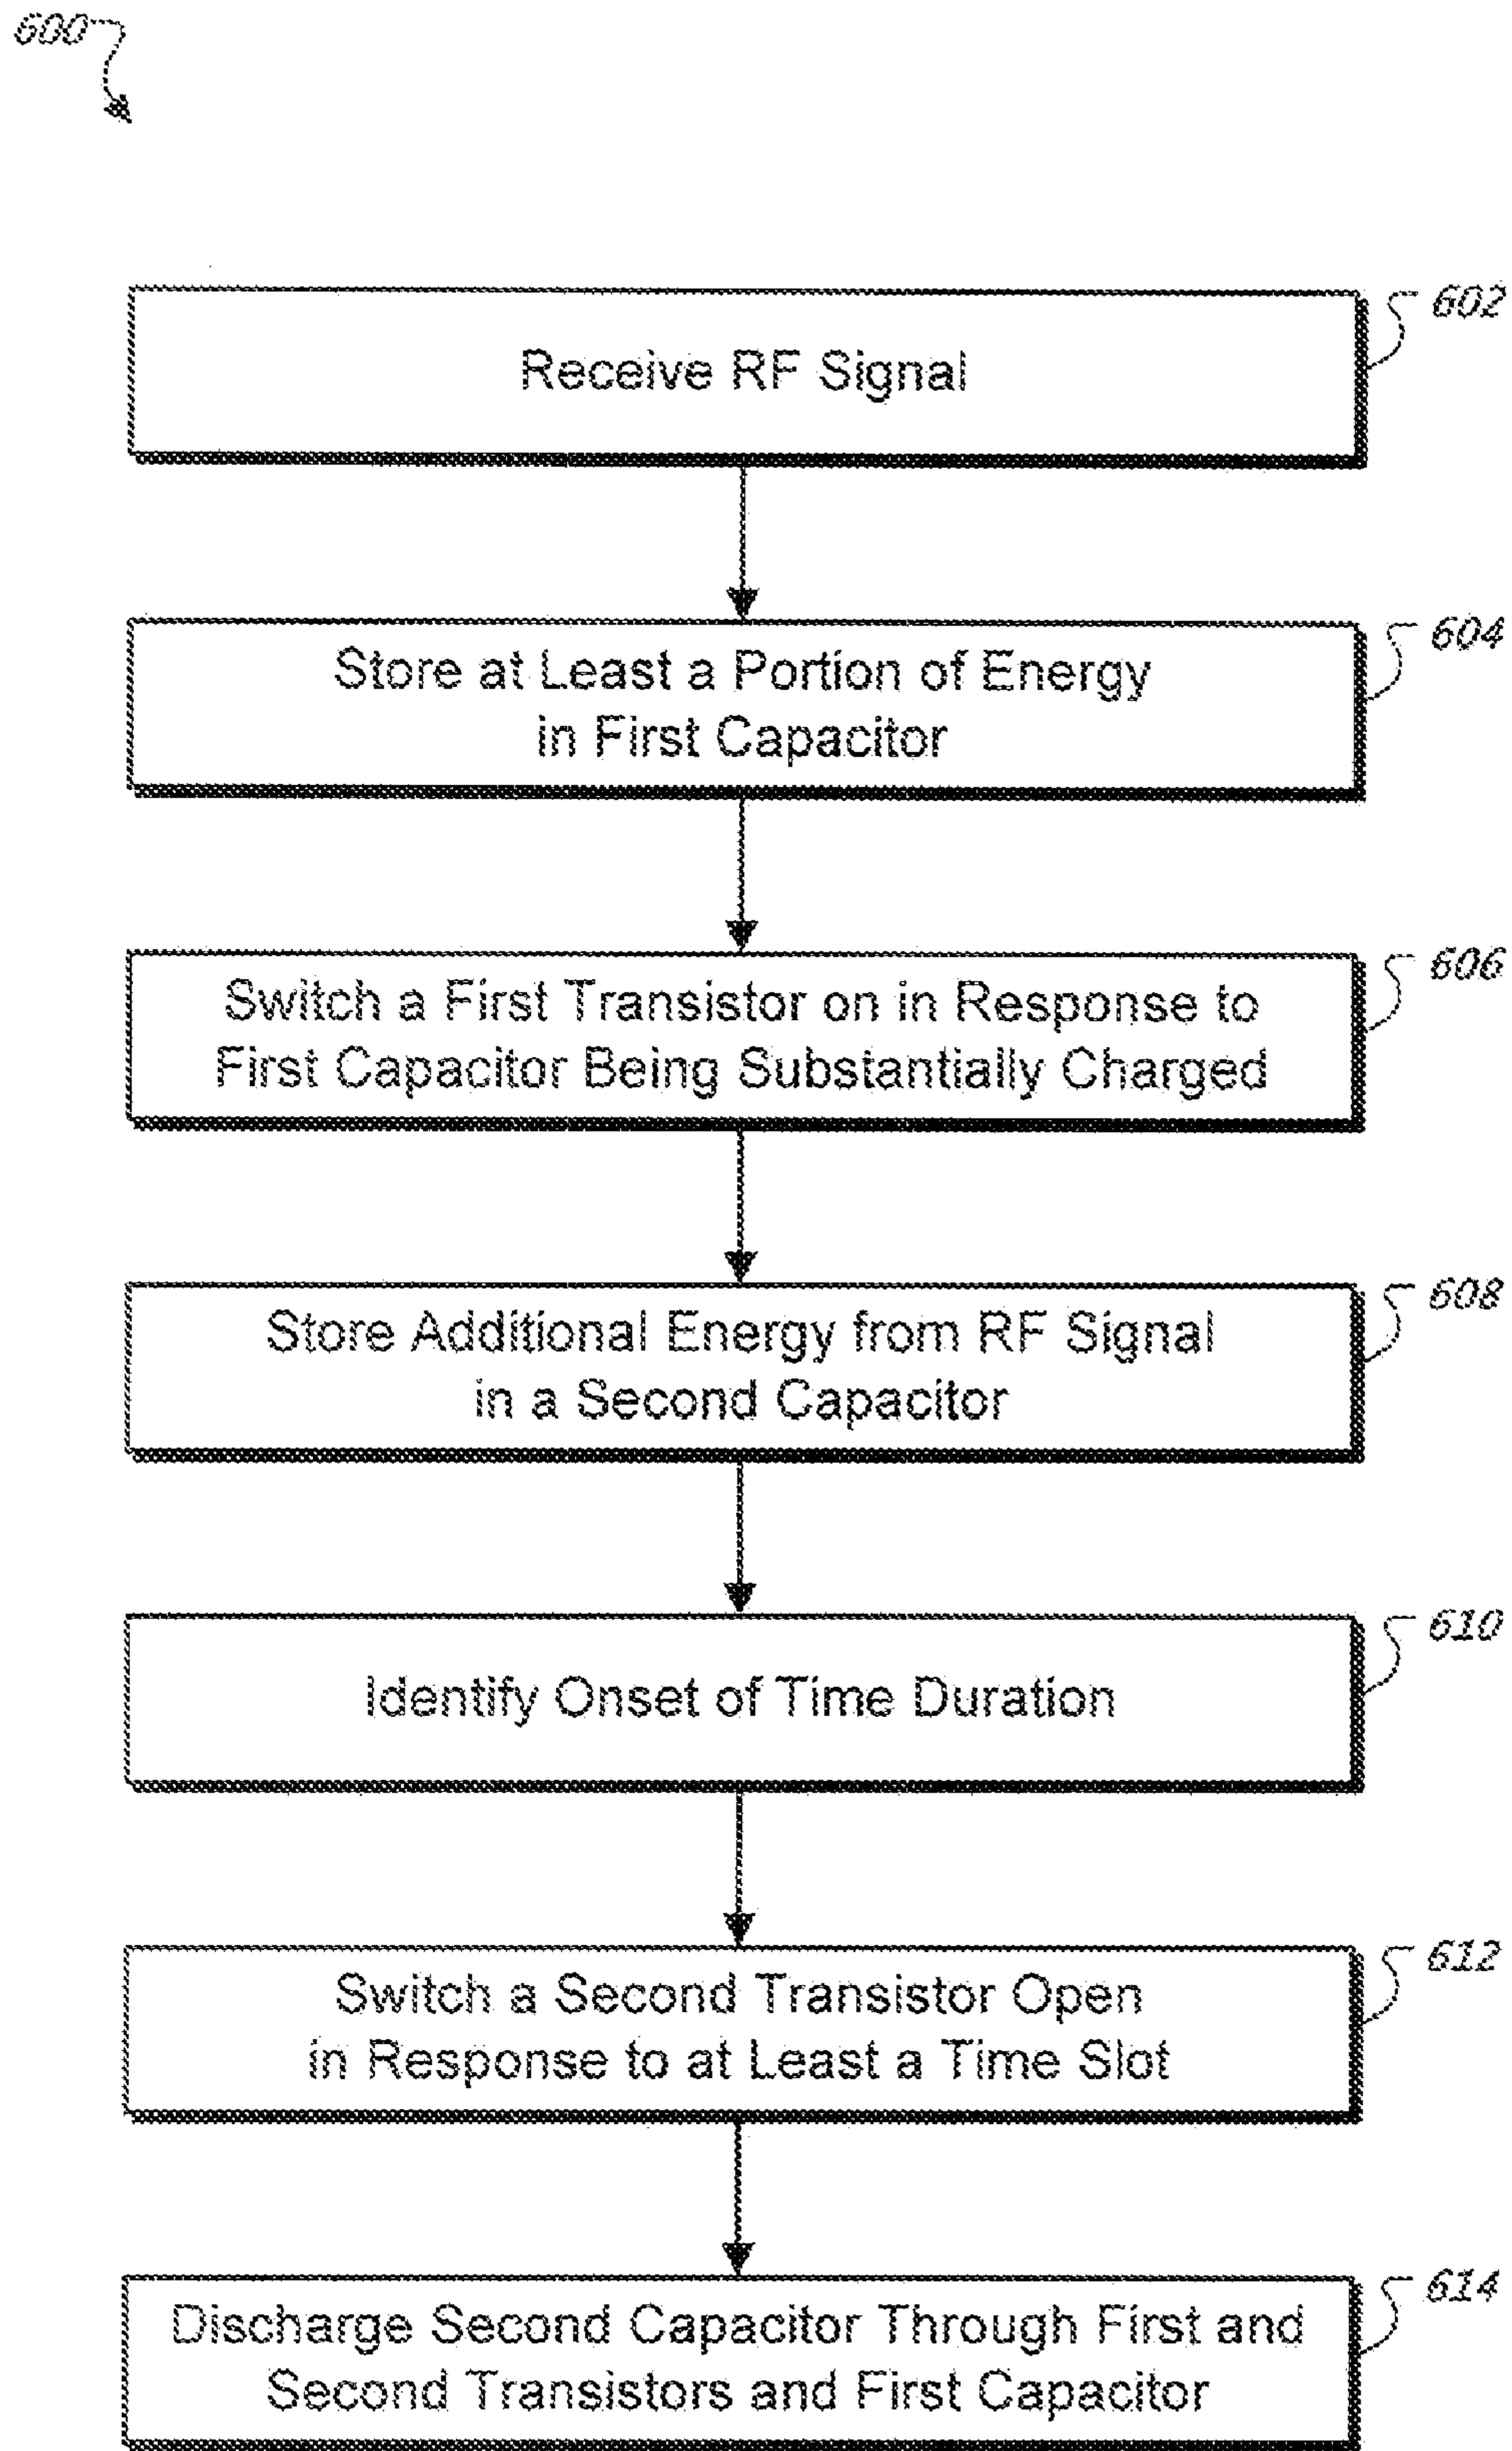 600
602
Receive RF Signal
604
Store at Least a Portion of Energy
in First Capacitor
606
Switch a First Transistor on in Response to
First Capacitor Being Substantially Charged
608
Store Additional Energy from RF Signal
in a Second Capacitor
610
Identify Onset of Time Duration
612
Switch a Second Transistor Open
in Response to at Least a Time Slot
614
Discharge Second Capacitor Through First and
Second Transistors and First Capacitor